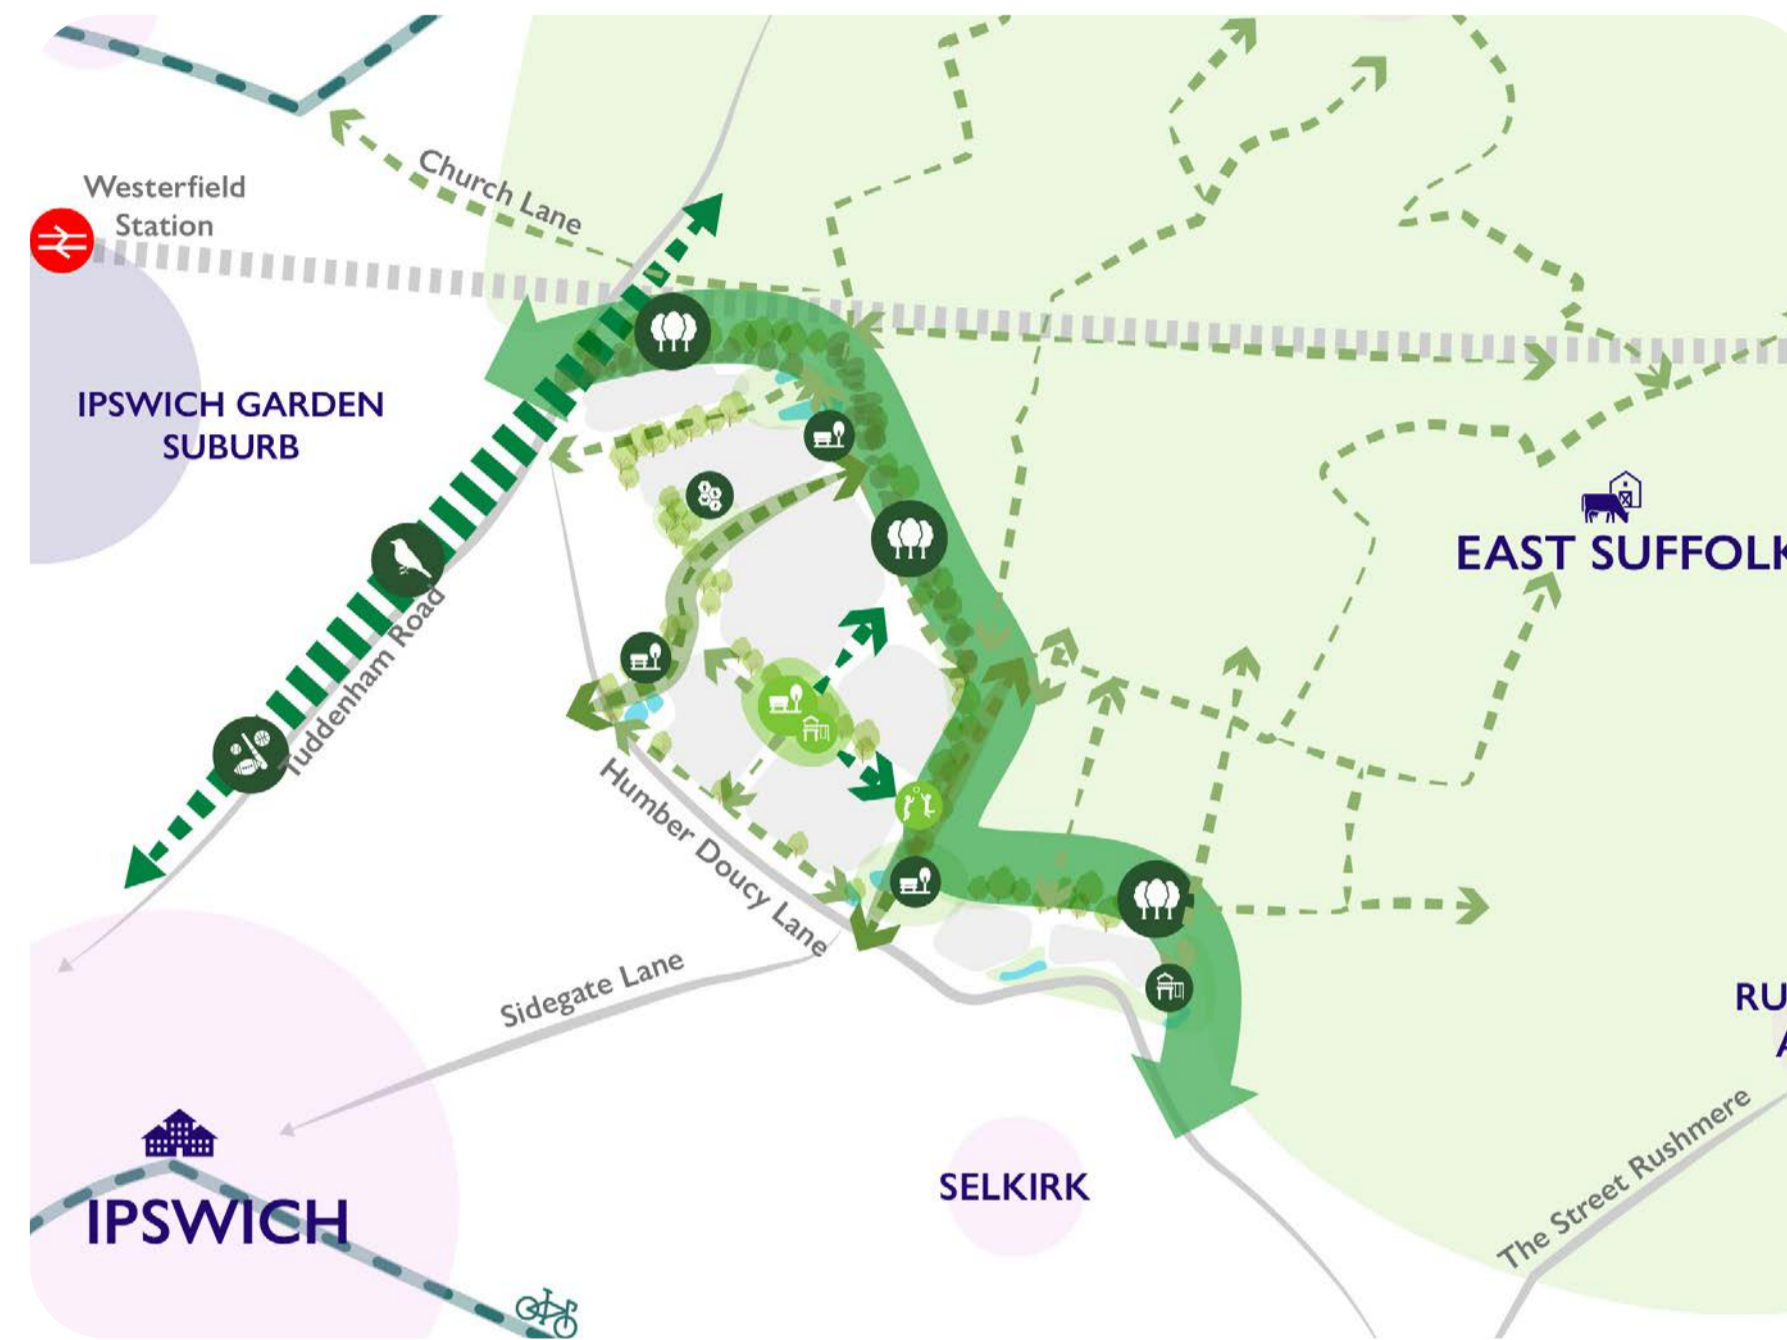 Church Lane
Westerfield
Station
IPSWICH GARDEN
SUBURB
EAST SUFFOLK
Tuddenham Road
Humber Doucy Lane
Sidegate Lane
RU
A
The Street Rushmere
SELKIRK
IPSWICH